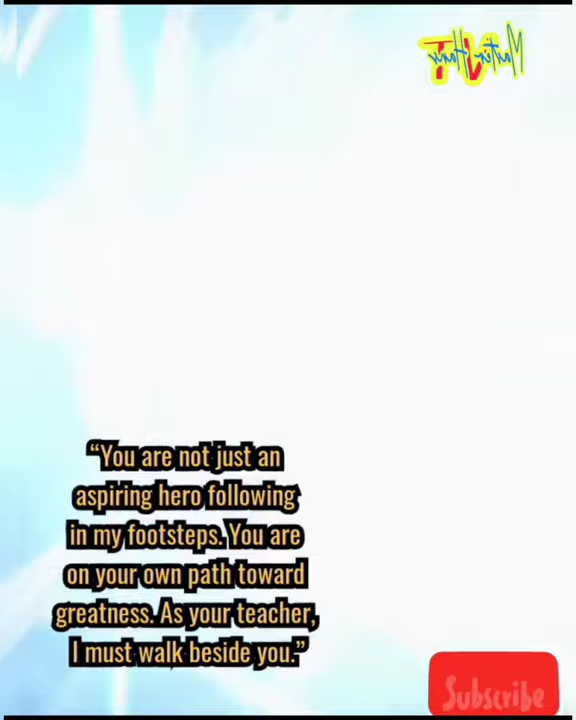 “You are not just an
aspiring hero following
in my footsteps. You are
on your own path toward
greatness. As your teacher,
I must walk beside you.”
Subscribe